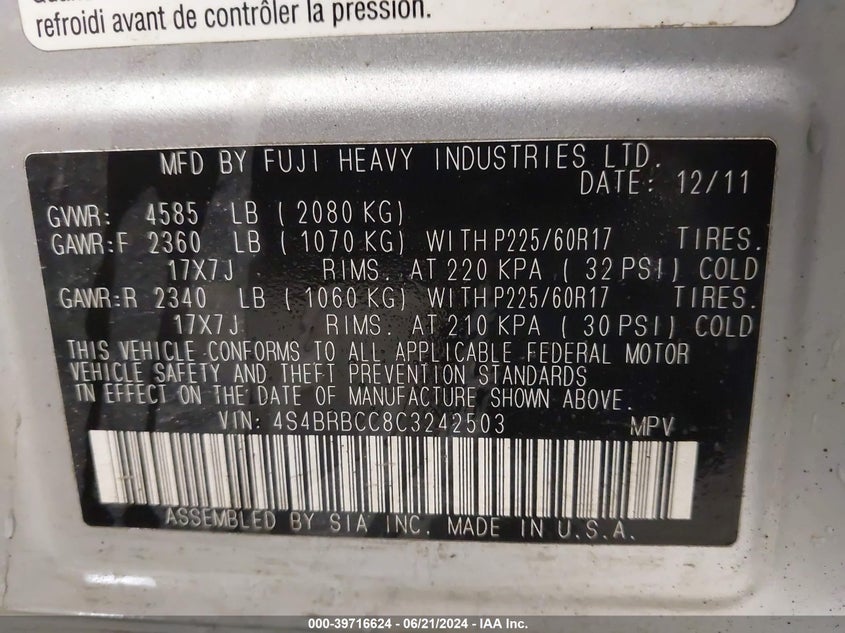 refroidi avant de contrôler la pression.
MFD BY FUJI HEAVY INDUSTRIES LTD.
DATE: 12/11
GVWR: 4585 LB ( 2080 KG)
GAWR:F 2360 LB ( 1070 KG) WITH P225/60R17 TIRES.
17X7J RIMS. AT 220 KPA ( 32 PSI) COLD
GAWR:R 2340 LB ( 1060 KG) WITH P225/60R17 TIRES.
17X7J RIMS. AT 210 KPA ( 30 PSI) COLD
THIS VEHICLE CONFORMS TO ALL APPLICABLE FEDERAL MOTOR
VEHICLE SAFETY AND THEFT PREVENTION STANDARDS
IN EFFECT ON THE DATE OF MANUFACTURE SHOWN ABOVE.
VIN: 4S4BRBCC8C3242503 MPV
ASSEMBLED BY SIA INC. MADE IN U.S.A.
000-39716624 - 06/21/2024 - IAA Inc.